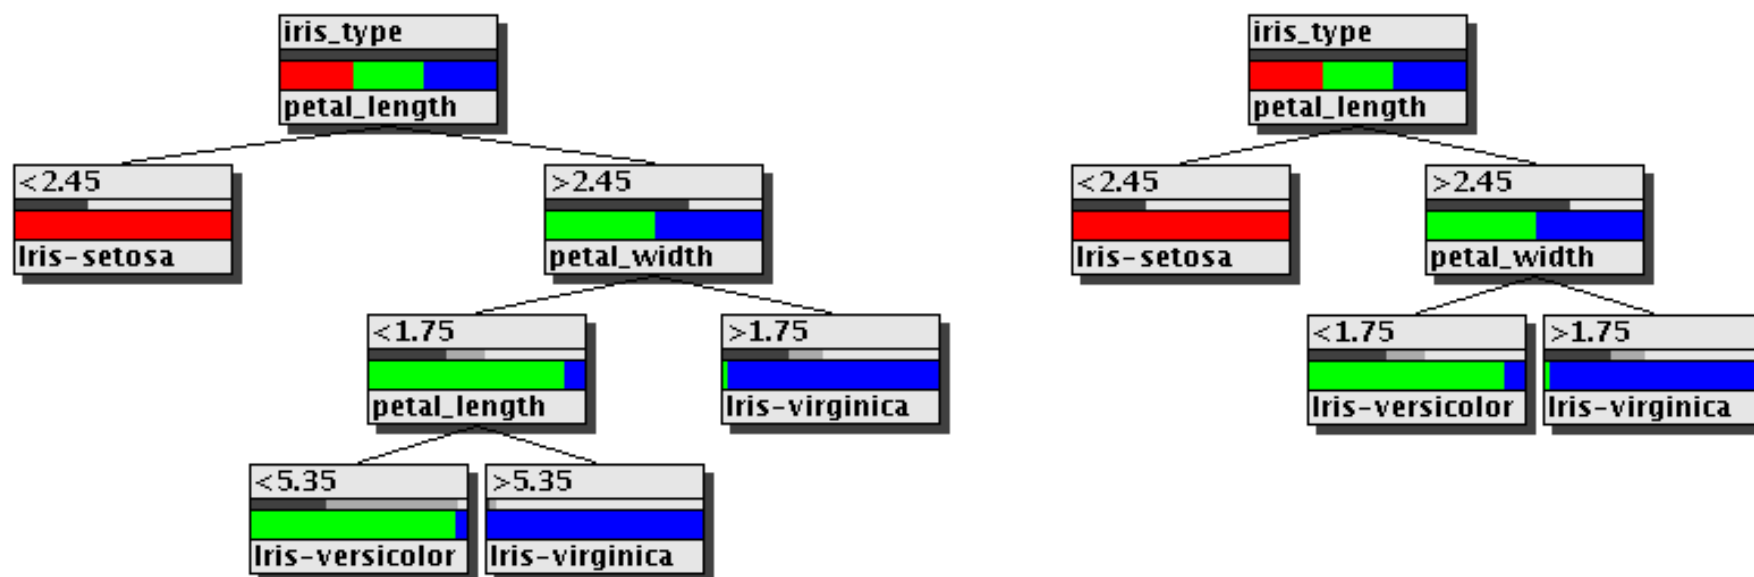 iris_type
petal_length
<2.45
Iris-setosa
>2.45
petal_width
<1.75
petal_length
>1.75
Iris-virginica
<5.35
Iris-versicolor
>5.35
Iris-virginica
iris_type
petal_length
<2.45
Iris-setosa
>2.45
petal_width
<1.75
Iris-versicolor
>1.75
Iris-virginica